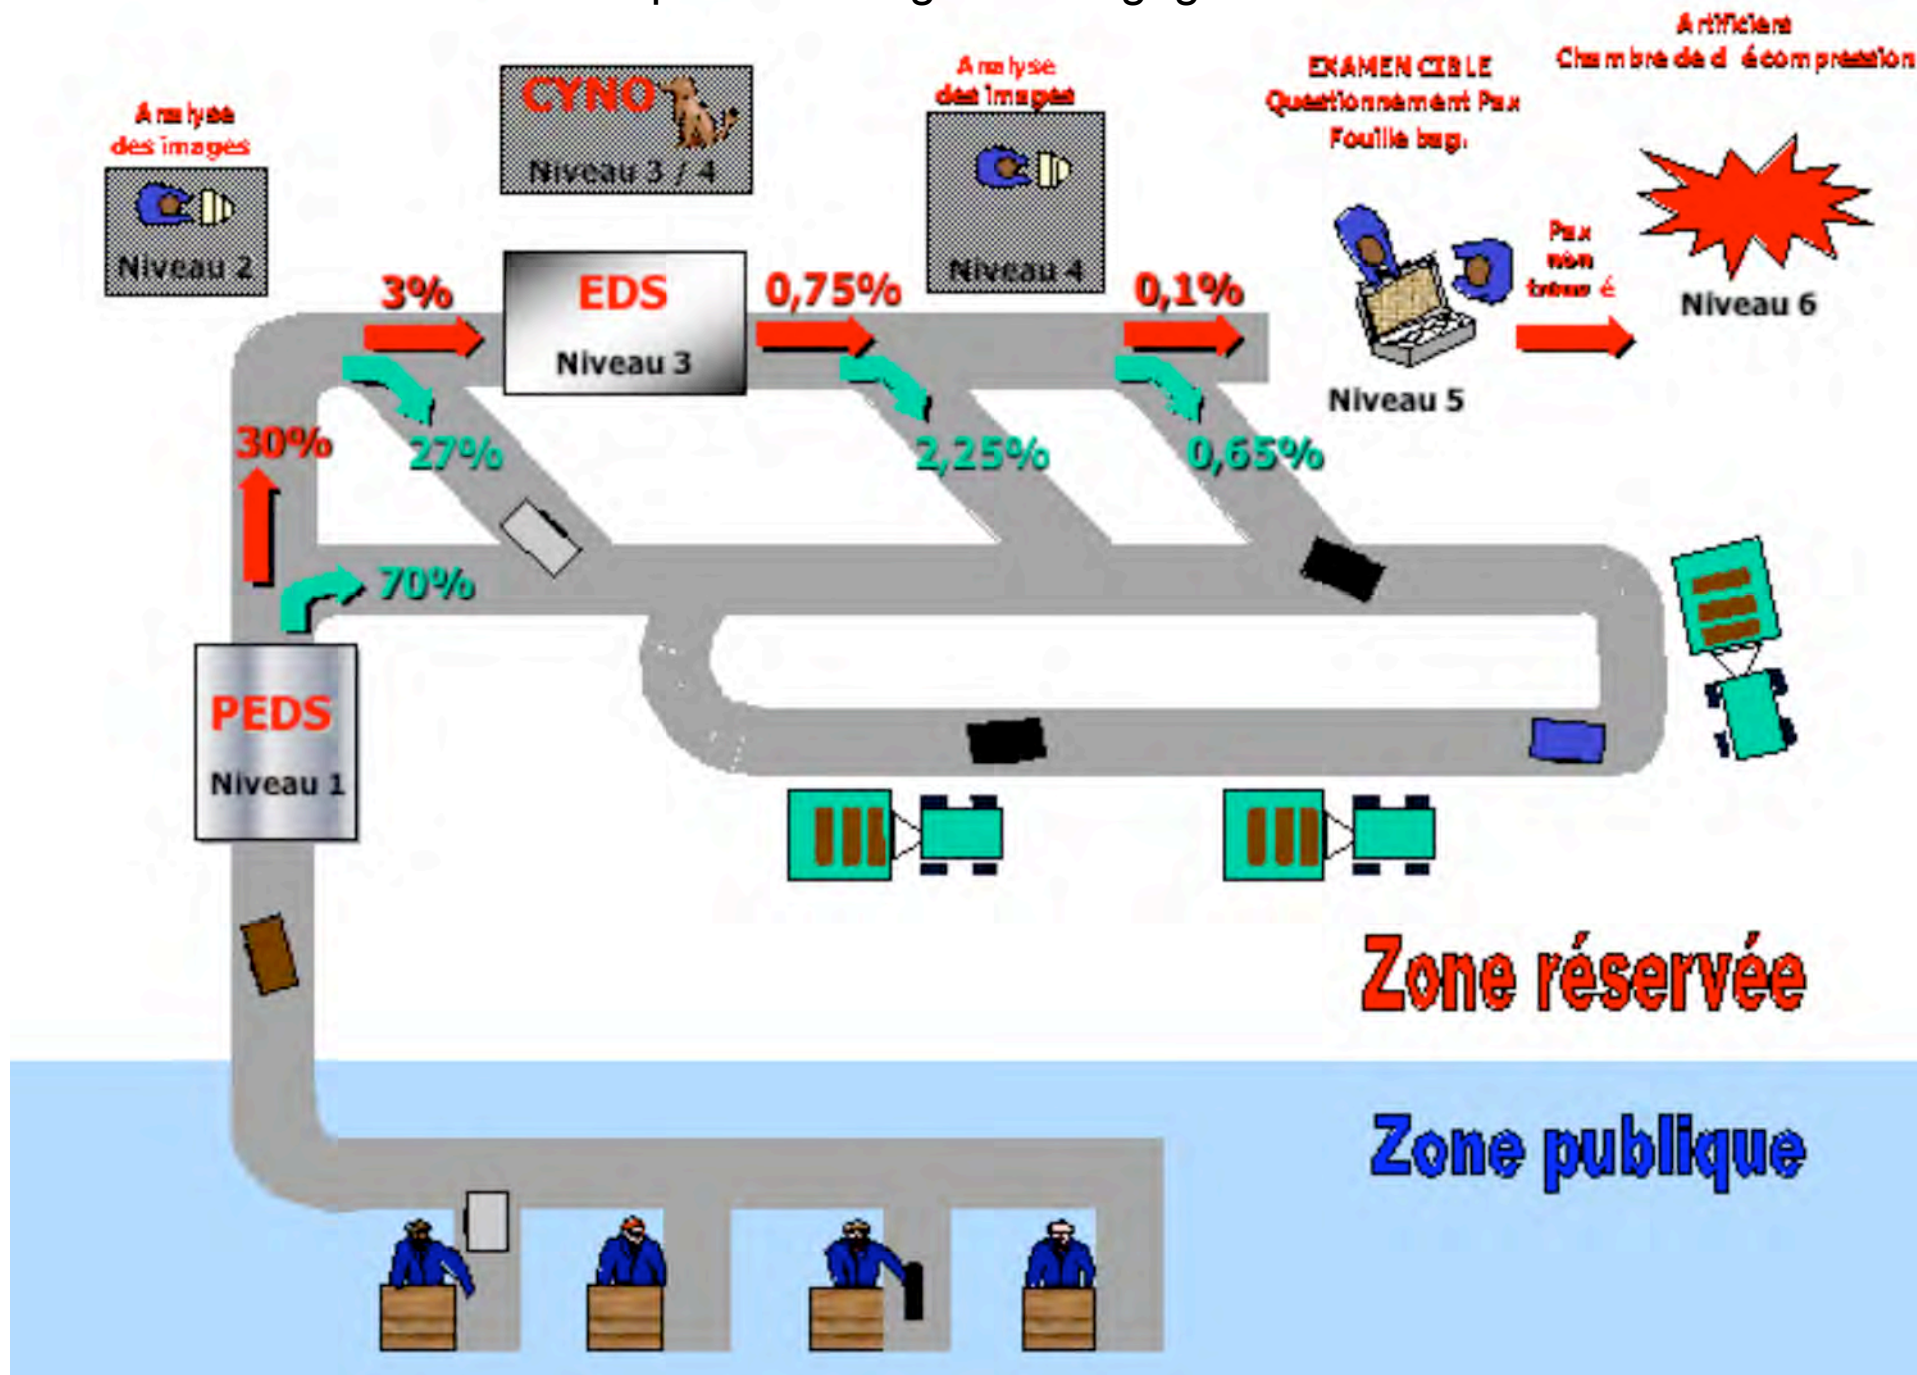 Artificiers
Chambre de d écompression
EXAMEN CIBLE
Questionnement Pax
Fouille bag.
Analyse
des images
CYNO
Niveau 3 / 4
Analyse
des images
Niveau 2
Niveau 4
Pax
non
trouv é
Niveau 6
3%
EDS
Niveau 3
0,75%
0,1%
Niveau 5
30%
27%
2,25%
0,65%
70%
PEDS
Niveau 1
Zone réservée
Zone publique